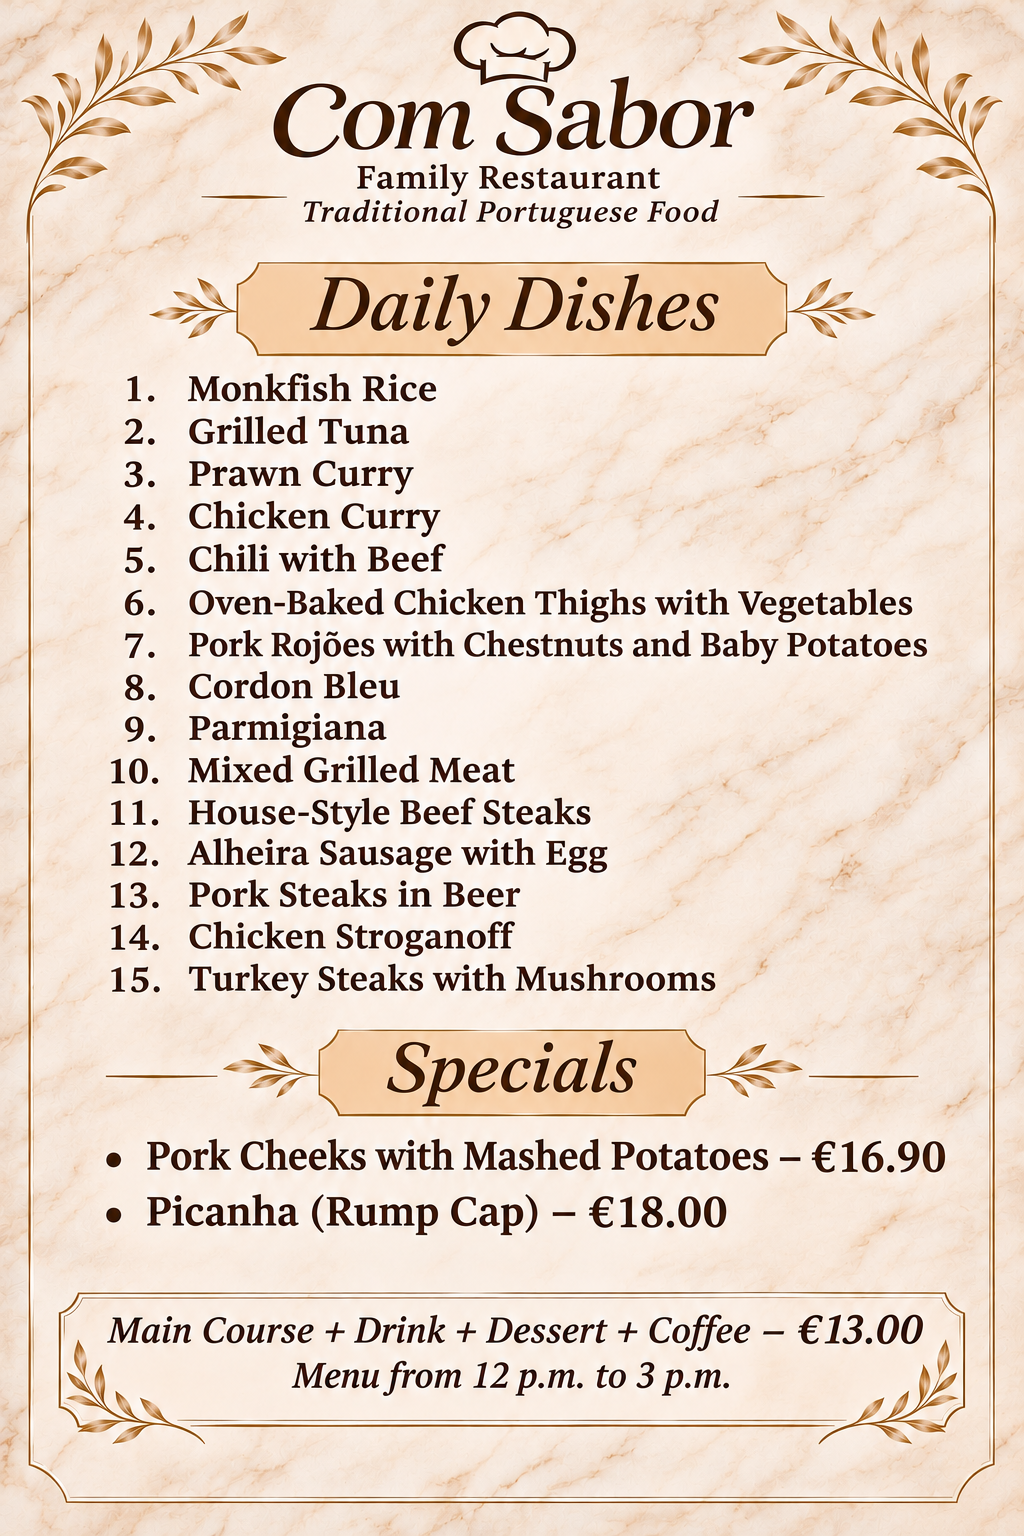 Com Sabor
Family Restaurant
Traditional Portuguese Food
Daily Dishes
1. Monkfish Rice
2. Grilled Tuna
3. Prawn Curry
4. Chicken Curry
5. Chili with Beef
6. Oven-Baked Chicken Thighs with Vegetables
7. Pork Rojões with Chestnuts and Baby Potatoes
8. Cordon Bleu
9. Parmigiana
10. Mixed Grilled Meat
11. House-Style Beef Steaks
12. Alheira Sausage with Egg
13. Pork Steaks in Beer
14. Chicken Stroganoff
15. Turkey Steaks with Mushrooms
Specials
• Pork Cheeks with Mashed Potatoes – €16.90
• Picanha (Rump Cap) – €18.00
Main Course + Drink + Dessert + Coffee – €13.00
Menu from 12 p.m. to 3 p.m.